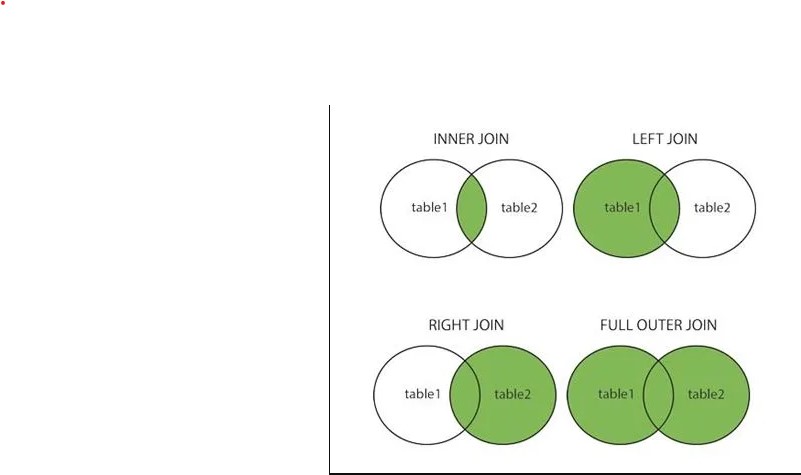 INNER JOIN
LEFT JOIN
table1
table2
table1
table2
RIGHT JOIN
FULL OUTER JOIN
table1
table2
table1
table2